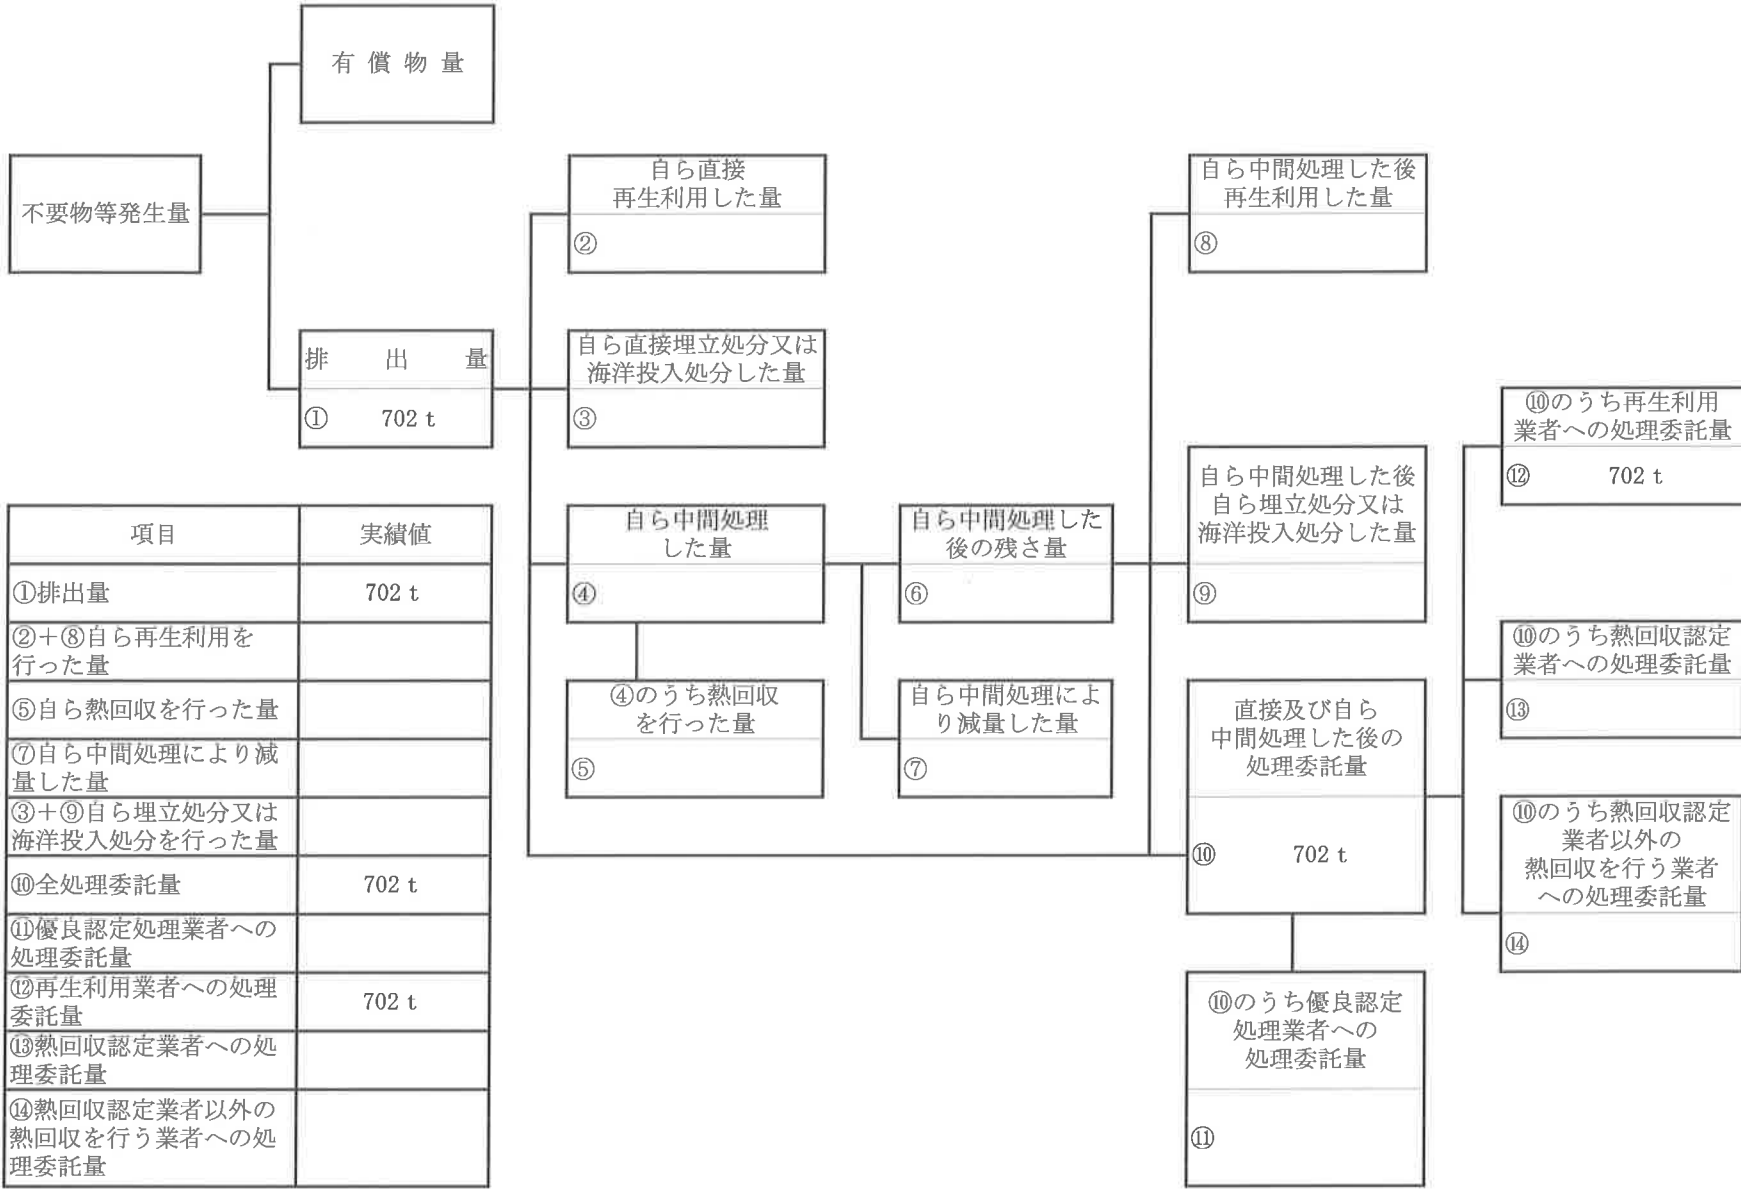 有償物量
不要物等発生量
排出量
① 702 t
自ら直接
再生利用した量
②
自ら直接埋立処分又は
海洋投入処分した量
③
自ら中間処理
した量
④
④のうち熱回収
を行った量
⑤
自ら中間処理した
後の残さ量
⑥
自ら中間処理によ
り減量した量
⑦
自ら中間処理した後
再生利用した量
⑧
自ら中間処理した後
自ら埋立処分又は
海洋投入処分した量
⑨
直接及び自ら
中間処理した後の
処理委託量
⑩ 702 t
⑩のうち優良認定
処理業者への
処理委託量
⑪
⑩のうち再生利用
業者への処理委託量
⑫ 702 t
⑩のうち熱回収認定
業者への処理委託量
⑬
⑩のうち熱回収認定
業者以外の
熱回収を行う業者
への処理委託量
⑭
項目 実績値
①排出量 702 t
②+⑧自ら再生利用を
行った量
⑤自ら熱回収を行った量
⑦自ら中間処理により減
量した量
③+⑨自ら埋立処分又は
海洋投入処分を行った量
⑩全処理委託量 702 t
⑪優良認定処理業者への
処理委託量
⑫再生利用業者への処理
委託量 702 t
⑬熱回収認定業者への処
理委託量
⑭熱回収認定業者以外の
熱回収を行う業者への処
理委託量